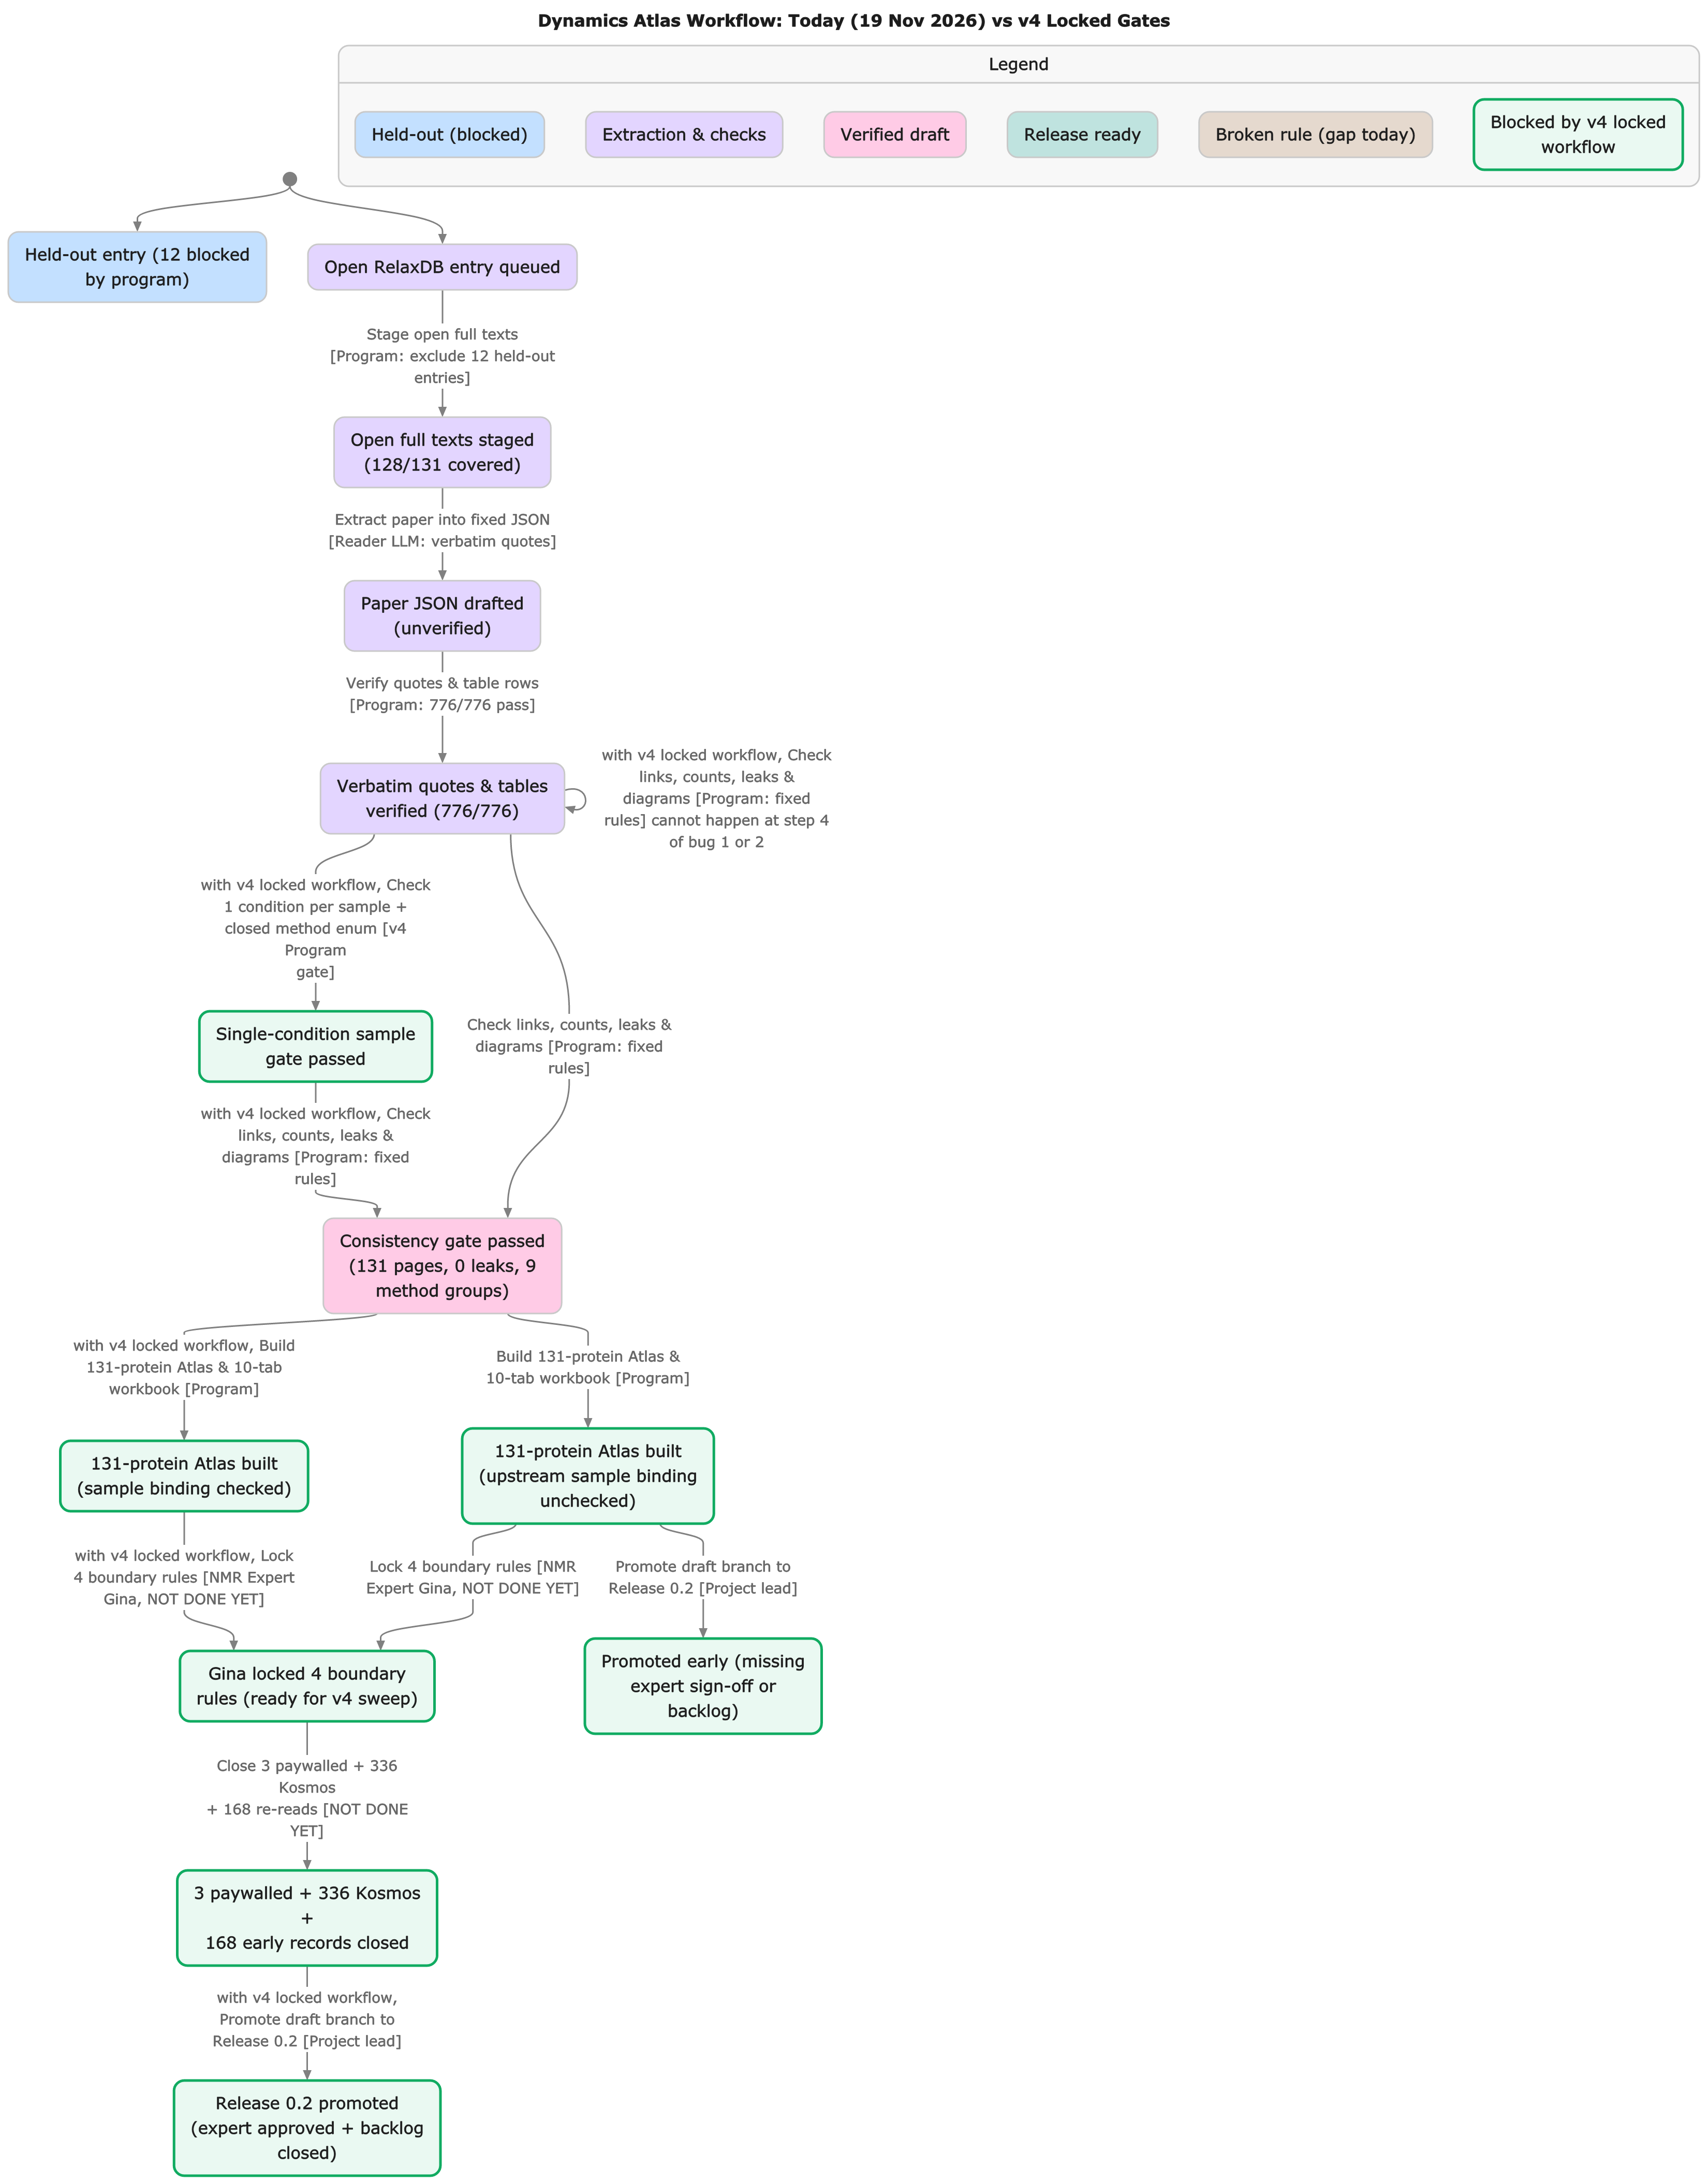 Dynamics Atlas Workflow: Today (19 Nov 2026) vs v4 Locked Gates
Legend
Held-out (blocked)
Extraction & checks
Verified draft
Release ready
Broken rule (gap today)
Blocked by v4 locked
workflow
Held-out entry (12 blocked
by program)
Open RelaxDB entry queued
Stage open full texts
[Program: exclude 12 held-out
entries]
Open full texts staged
(128/131 covered)
Extract paper into fixed JSON
[Reader LLM: verbatim quotes]
Paper JSON drafted
(unverified)
Verify quotes & table rows
[Program: 776/776 pass]
Verbatim quotes & tables
verified (776/776)
with v4 locked workflow, Check
links, counts, leaks &
diagrams [Program: fixed
rules] cannot happen at step 4
of bug 1 or 2
with v4 locked workflow, Check
1 condition per sample +
closed method enum [v4
Program
gate]
Single-condition sample
gate passed
Check links, counts, leaks &
diagrams [Program: fixed
rules]
with v4 locked workflow, Check
links, counts, leaks &
diagrams [Program: fixed
rules]
Consistency gate passed
(131 pages, 0 leaks, 9
method groups)
with v4 locked workflow, Build
131-protein Atlas & 10-tab
workbook [Program]
Build 131-protein Atlas &
10-tab workbook [Program]
131-protein Atlas built
(sample binding checked)
131-protein Atlas built
(upstream sample binding
unchecked)
with v4 locked workflow, Lock
4 boundary rules [NMR Expert
Gina, NOT DONE YET]
Lock 4 boundary rules [NMR
Expert Gina, NOT DONE YET]
Promote draft branch to
Release 0.2 [Project lead]
Gina locked 4 boundary
rules (ready for v4 sweep)
Promoted early (missing
expert sign-off or
backlog)
Close 3 paywalled + 336
Kosmos
+ 168 re-reads [NOT DONE
YET]
3 paywalled + 336 Kosmos
+
168 early records closed
with v4 locked workflow,
Promote draft branch to
Release 0.2 [Project lead]
Release 0.2 promoted
(expert approved + backlog
closed)